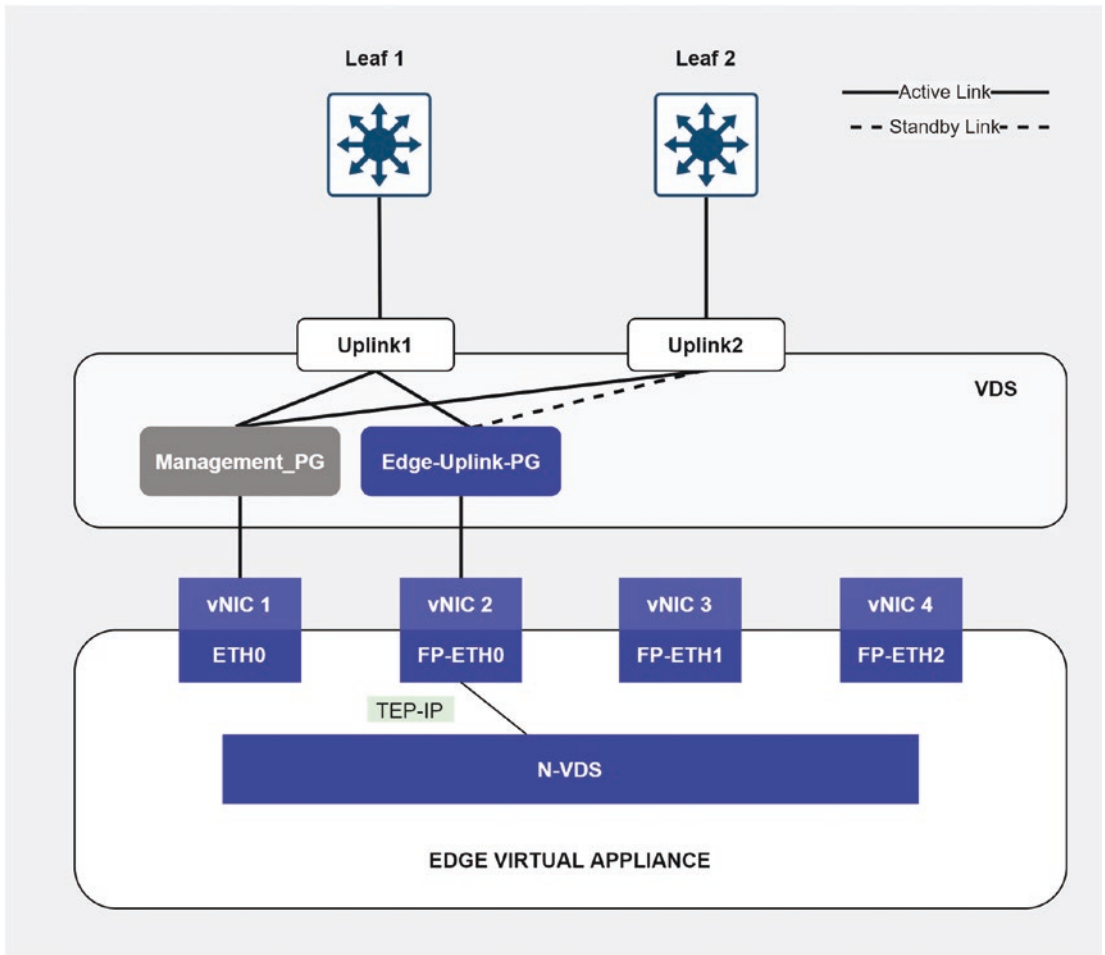 Leaf 1
Leaf 2
Active Link
Standby Link
Uplink1
Uplink2
VDS
Management_PG
Edge-Uplink-PG
vNIC 1
vNIC 2
vNIC 3
vNIC 4
ETH0
FP-ETH0
FP-ETH1
FP-ETH2
TEP-IP
N-VDS
EDGE VIRTUAL APPLIANCE